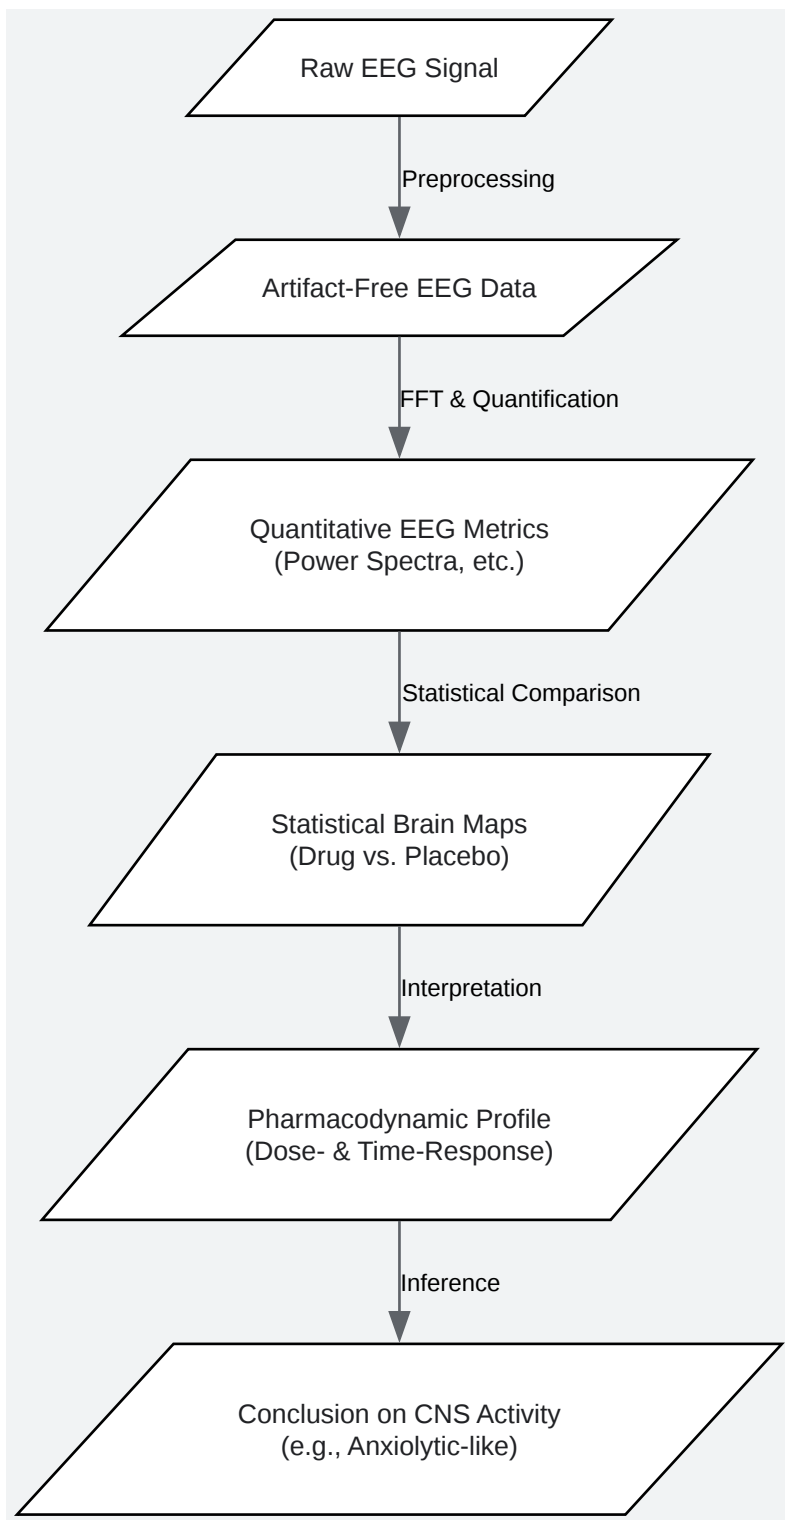 Raw EEG Signal
Preprocessing
Artifact-Free EEG Data
FFT & Quantification
Quantitative EEG Metrics
(Power Spectra, etc.)
Statistical Comparison
Statistical Brain Maps
(Drug vs. Placebo)
Interpretation
Pharmacodynamic Profile
(Dose- & Time-Response)
Inference
Conclusion on CNS Activity
(e.g., Anxiolytic-like)